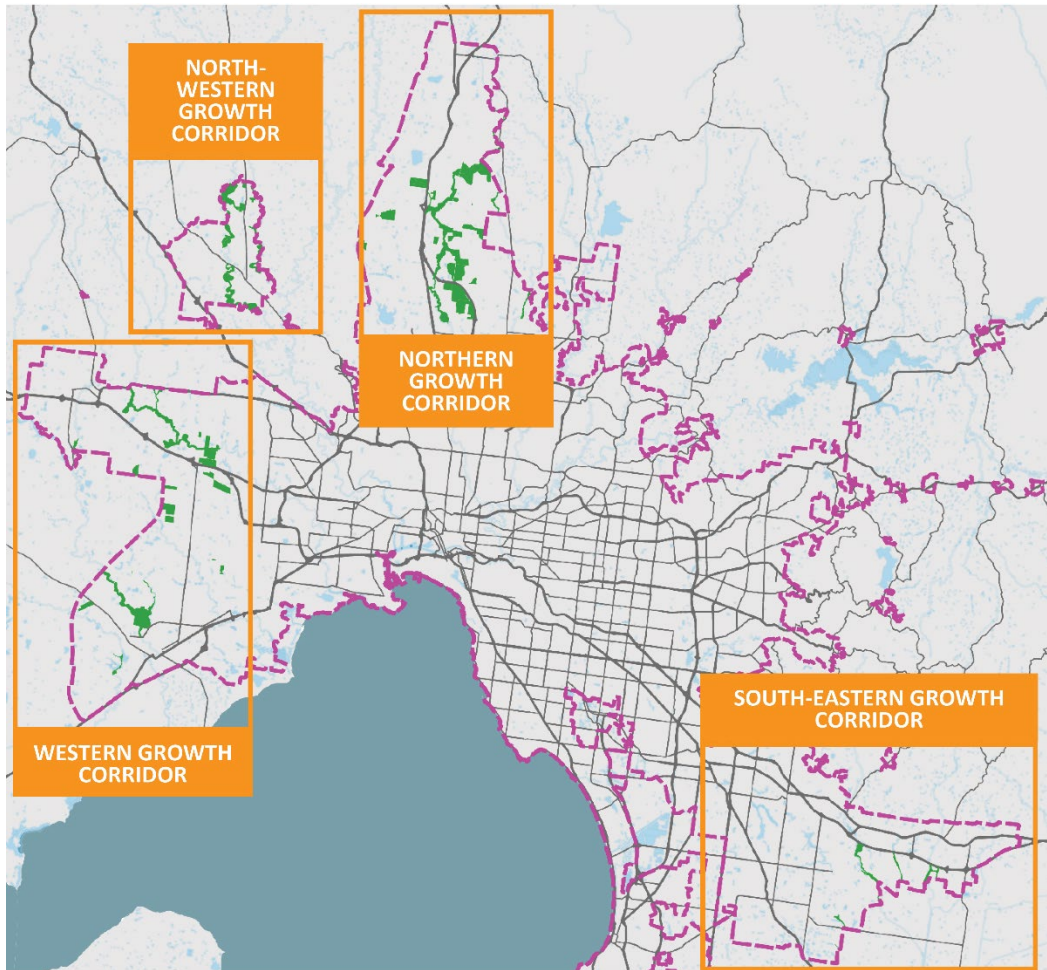 NORTH-
WESTERN
GROWTH
CORRIDOR
NORTHERN
GROWTH
CORRIDOR
WESTERN GROWTH
CORRIDOR
SOUTH-EASTERN GROWTH
CORRIDOR